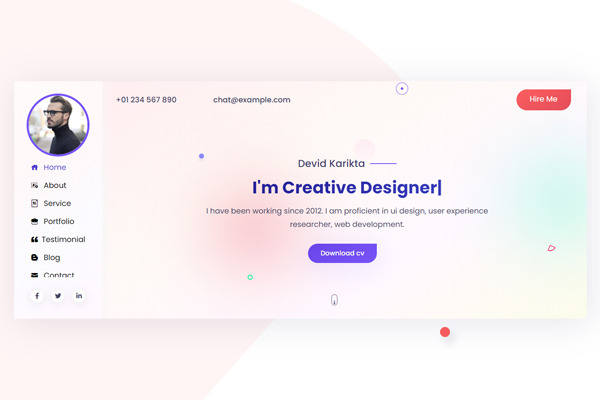 +01 234 567 890
chat@example.com
Hire Me
Home
About
Service
Portfolio
Testimonial
Blog
Contact
Devid Karikta
I'm Creative Designer|
I have been working since 2012. I am proficient in ui design, user experience
researcher, web development.
Download cv